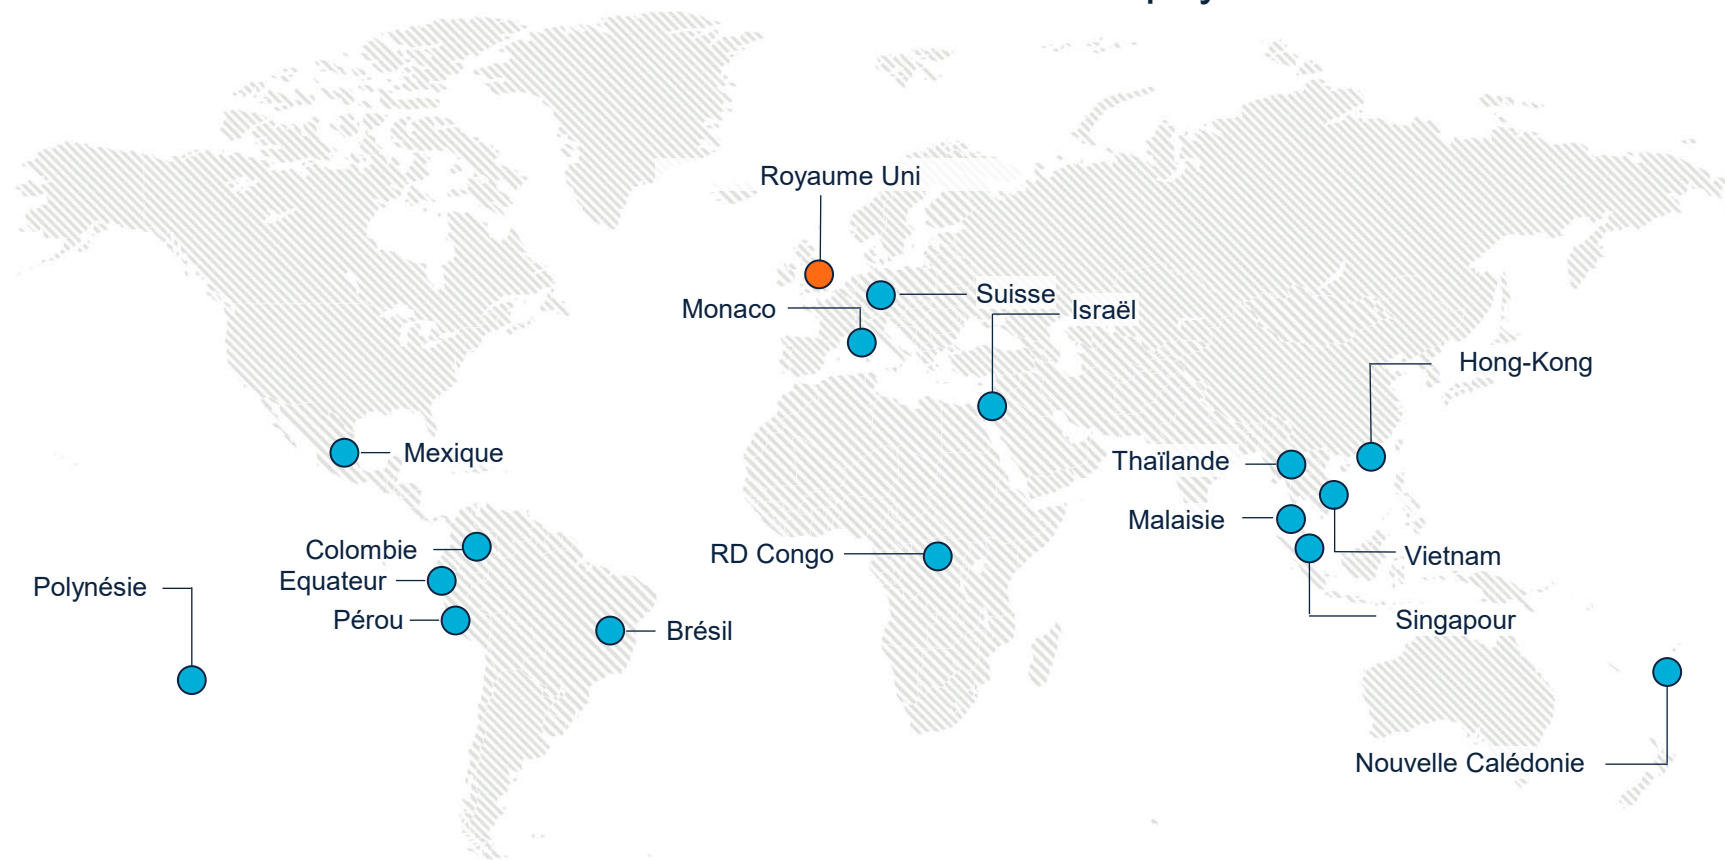 Royaume Uni
Suisse
Monaco
Israël
Hong-Kong
Mexique
Thaïlande
Malaisie
Colombie
RD Congo
Vietnam
Equateur
Polynésie
Pérou
Brésil
Singapour
Nouvelle Calédonie